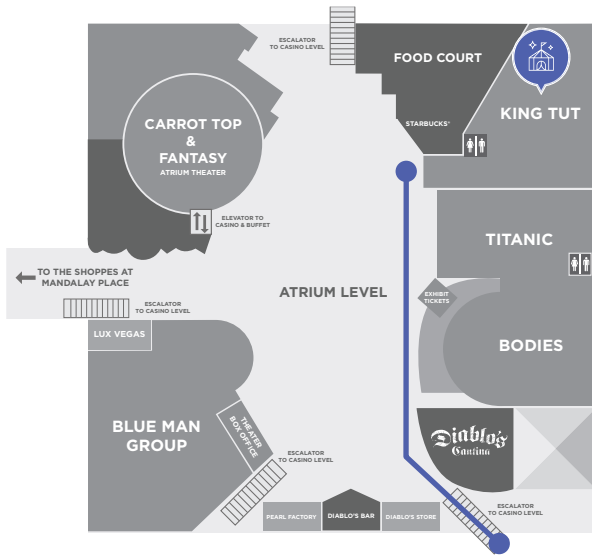 ESCALATOR
TO CASINO LEVEL
FOOD COURT
STARBUCKS®
KING TUT
CARROT TOP
&
FANTASY
ATRIUM THEATER
ELEVATOR TO
CASINO & BUFFET
TITANIC
TO THE SHOPPES AT
MANDALAY PLACE
ATRIUM LEVEL
EXHIBIT
TICKETS
ESCALATOR
TO CASINO LEVEL
LUX VEGAS
BODIES
BLUE MAN
GROUP
THEATER
BOX OFFICE
Diablo's
Cantina
ESCALATOR
TO CASINO LEVEL
PEARL FACTORY
DIABLO'S BAR
DIABLO'S STORE
ESCALATOR
TO CASINO LEVEL